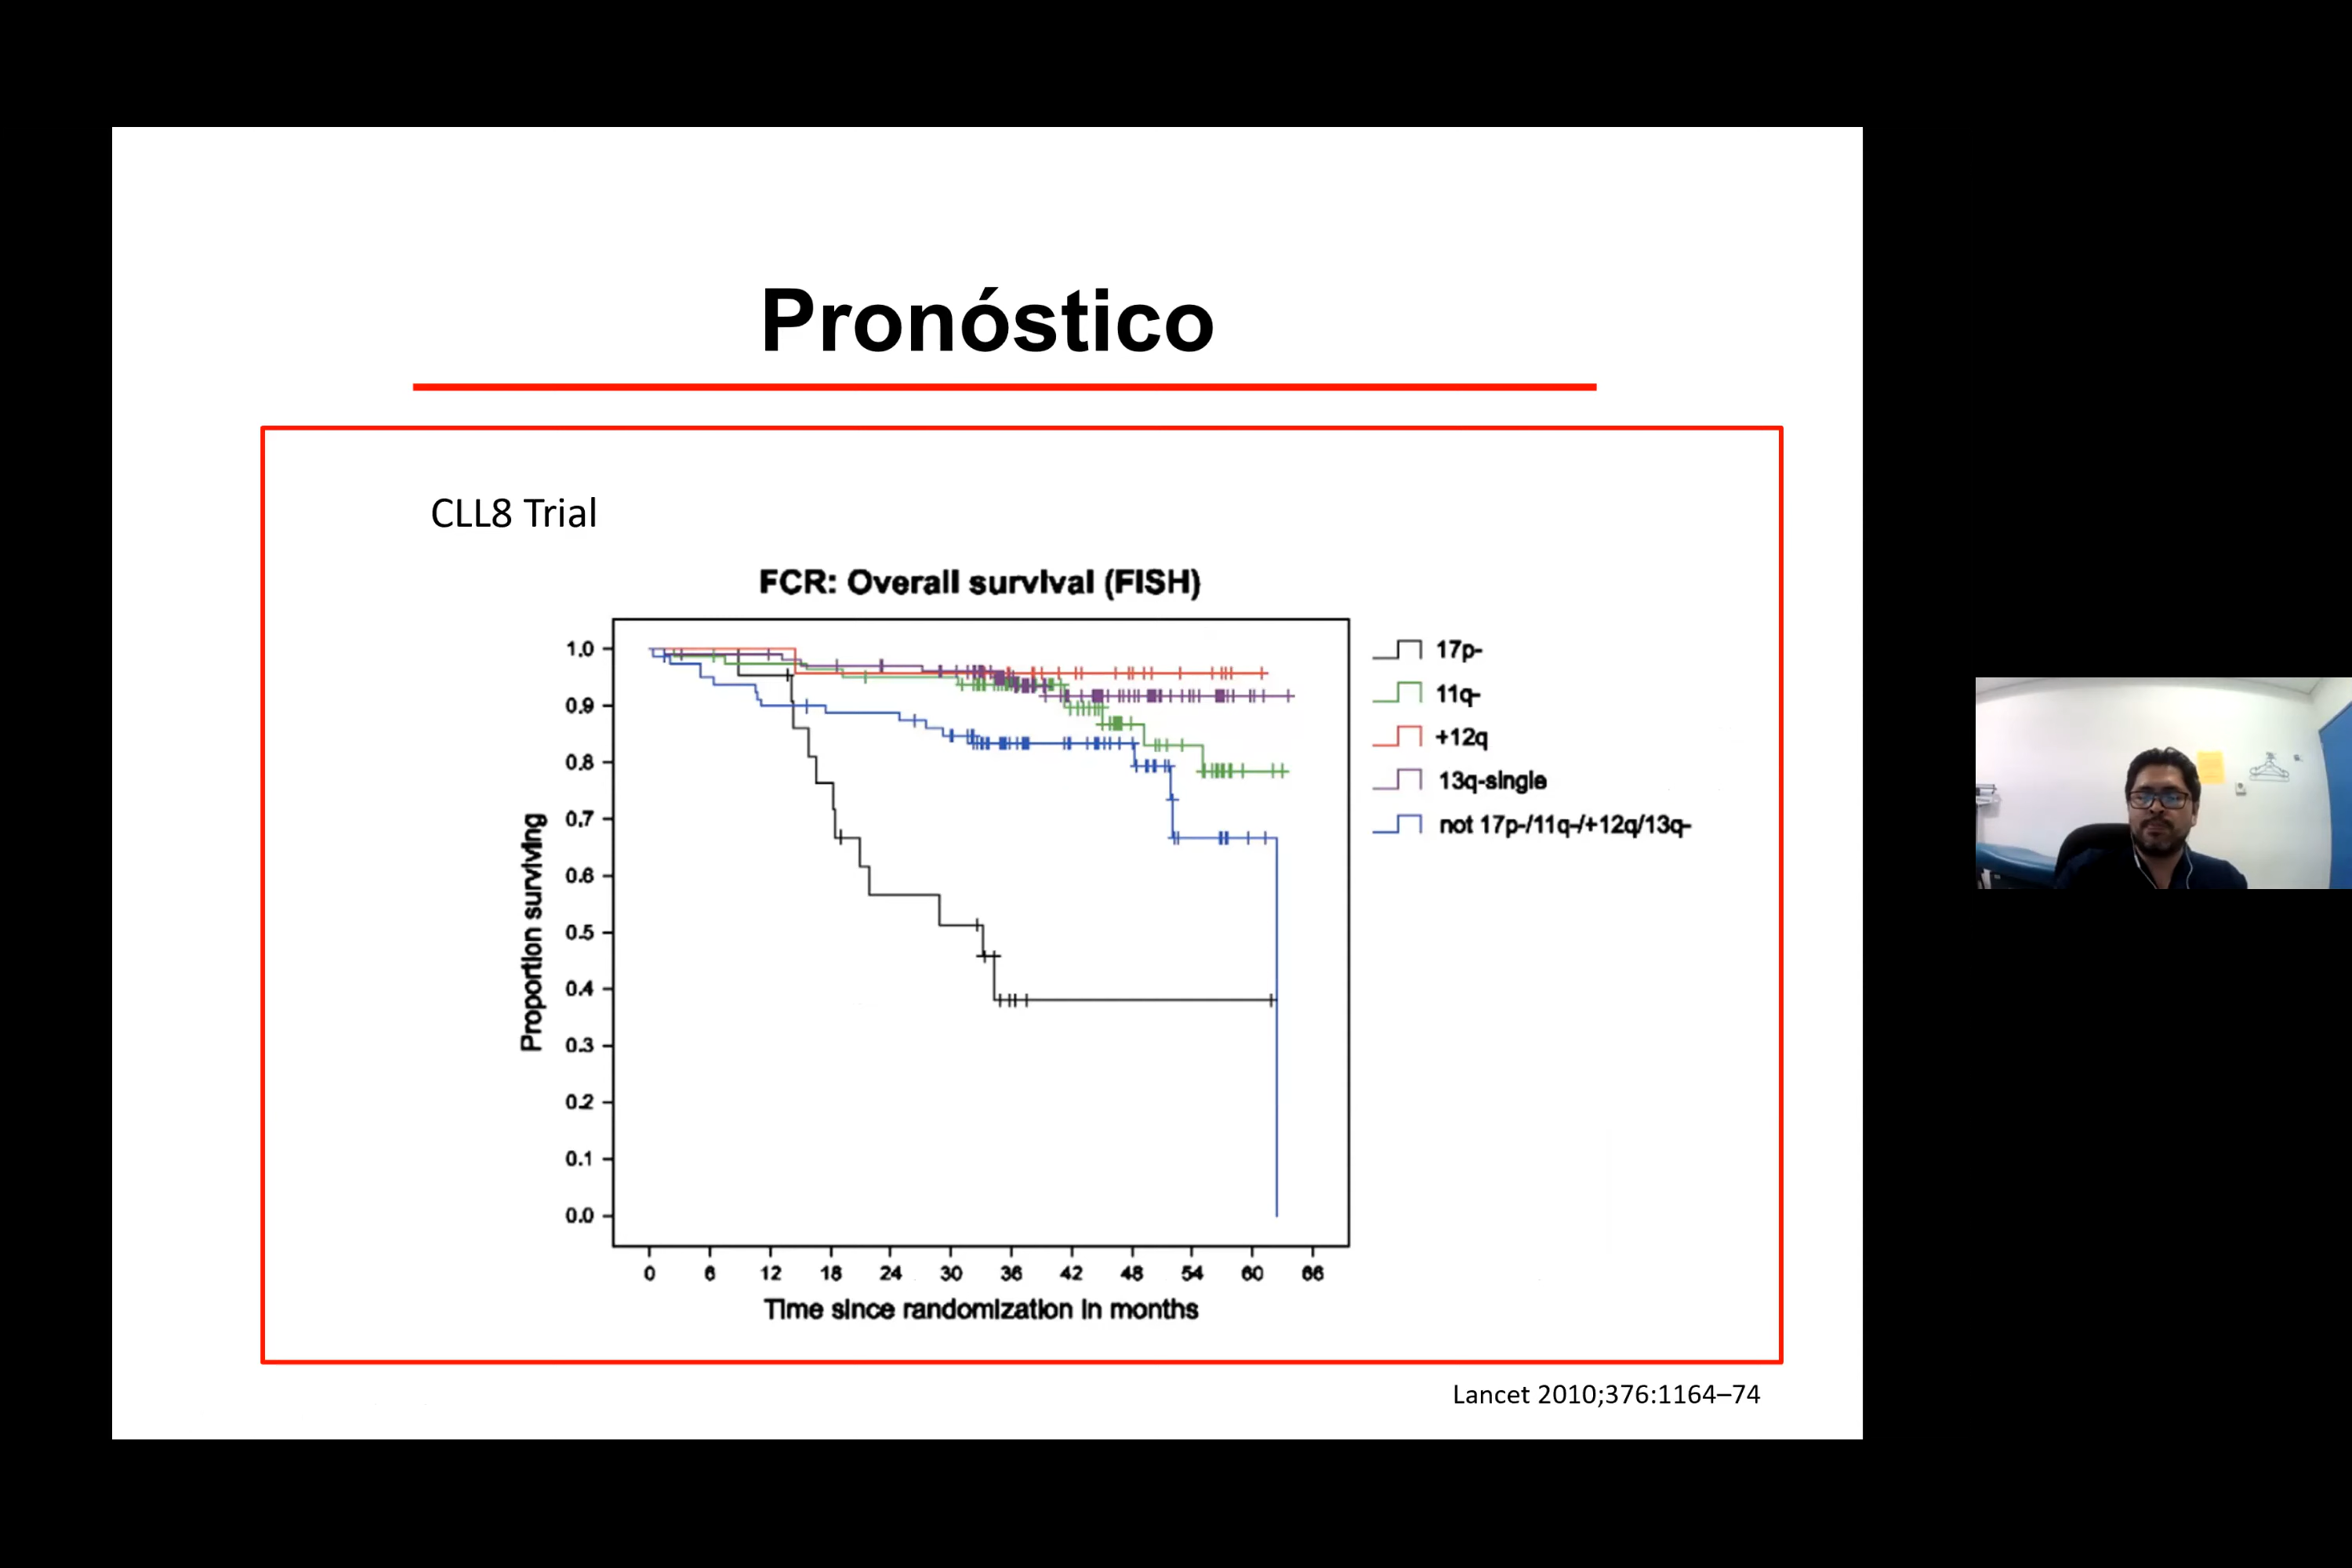 Pronóstico
CLL8 Trial
FCR: Overall survival (FISH)
1.0
0.9
0.8
0.7
0.6
0.5
0.4
0.3
0.2
0.1
0.0
Proportion surviving
0 6 12 18 24 30 36 42 48 54 60 66
Time since randomization in months
17p-
11q-
+12q
13q-single
not 17p-/11q-/+12q/13q-
Lancet 2010;376:1164–74